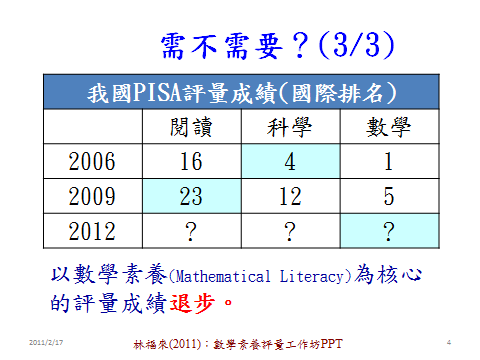 需不需要？(3/3)
我國PISA評量成績(國際排名)
閱讀 科學 數學
2006 16 4 1
2009 23 12 5
2012 ? ? ?
以數學素養(Mathematical Literacy)為核心
的評量成績退步。
2011/2/17 林福來(2011)：數學素養評量工作坊PPT 4